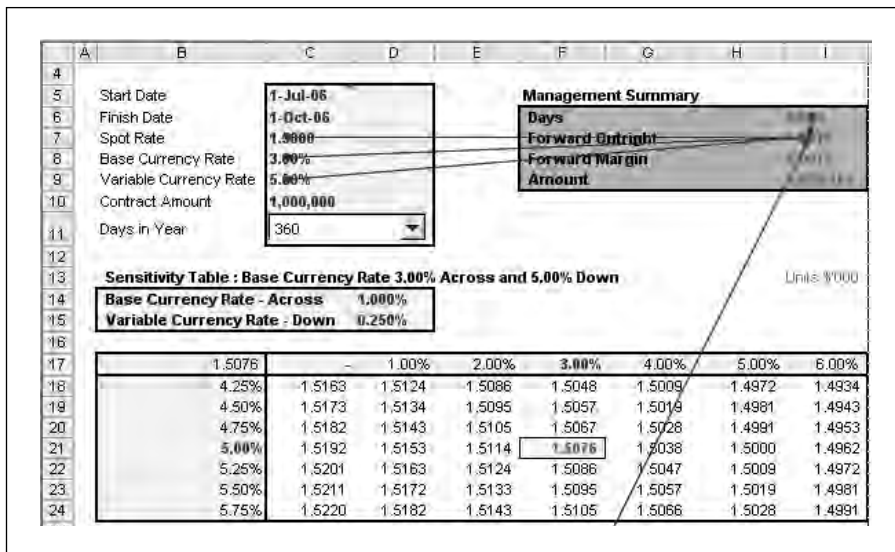 A B C D E F G H I
4
5 Start Date 1-Jul-06 Management Summary
6 Finish Date 1-Oct-06 Days
7 Spot Rate 1.5000 Forward Outright
8 Base Currency Rate 3.00% Forward Margin
9 Variable Currency Rate 5.00% Amount
10 Contract Amount 1,000,000
11 Days in Year 360
12
13 Sensitivity Table : Base Currency Rate 3.00% Across and 5.00% Down Units $'000
14 Base Currency Rate - Across 1.000%
15 Variable Currency Rate - Down 0.250%
16
17 1.5076 - 1.00% 2.00% 3.00% 4.00% 5.00% 6.00%
18 4.25% 1.5163 1.5124 1.5086 1.5048 1.5009 1.4972 1.4934
19 4.50% 1.5173 1.5134 1.5095 1.5057 1.5019 1.4981 1.4943
20 4.75% 1.5182 1.5143 1.5105 1.5067 1.5028 1.4991 1.4953
21 5.00% 1.5192 1.5153 1.5114 1.5076 1.5038 1.5000 1.4962
22 5.25% 1.5201 1.5163 1.5124 1.5086 1.5047 1.5009 1.4972
23 5.50% 1.5211 1.5172 1.5133 1.5095 1.5057 1.5019 1.4981
24 5.75% 1.5220 1.5182 1.5143 1.5105 1.5066 1.5028 1.4991